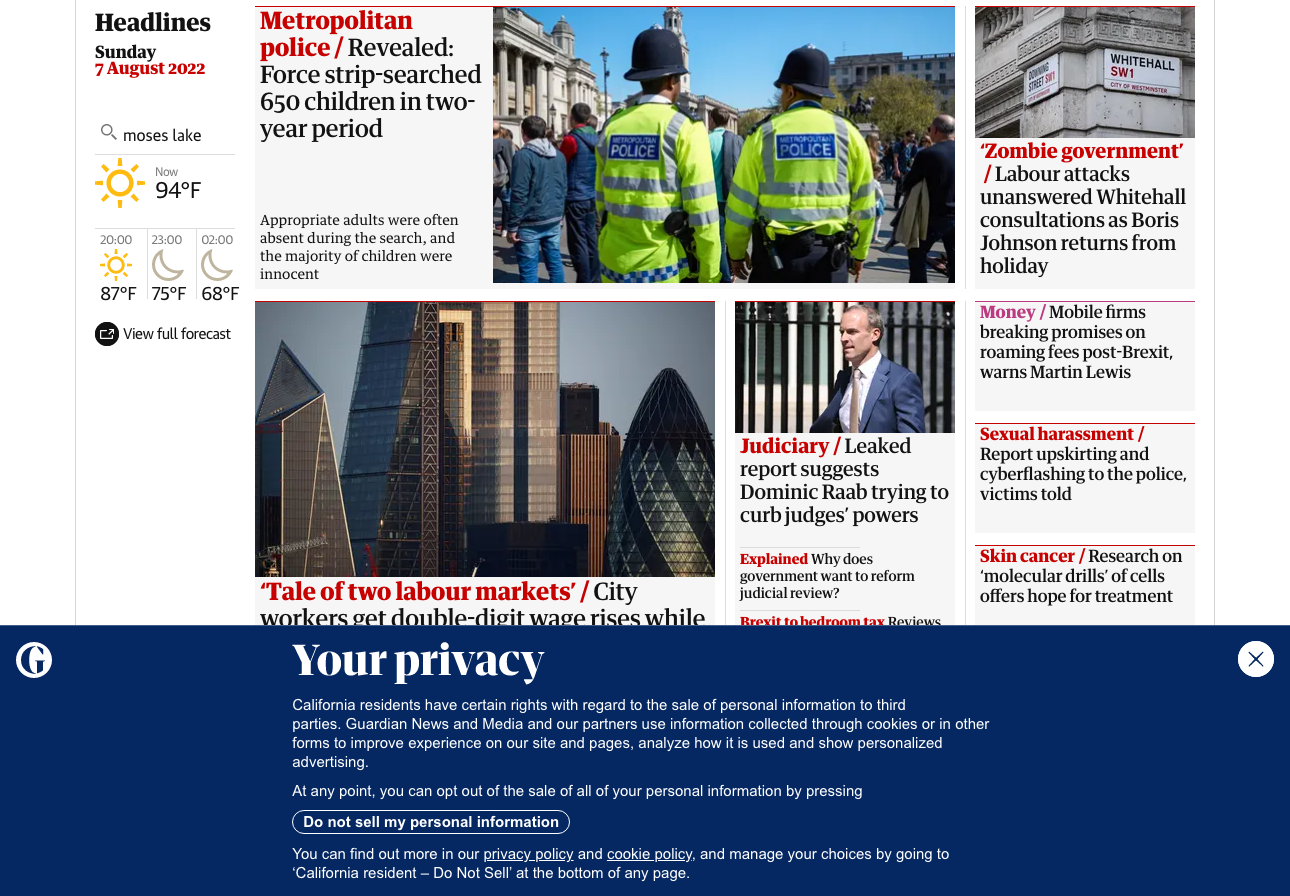 Headlines
Sunday
7 August 2022
moses lake
Now
94°F
20:00
87°F
23:00
75°F
02:00
68°F
View full forecast
Metropolitan
police / Revealed:
Force strip-searched
650 children in two-
year period
Appropriate adults were often
absent during the search, and
the majority of children were
innocent
METROPOLITAN
POLICE
METROPOLITAN
POLICE
DOWNING
STREET SW1
WHITEHALL
SW1
CITY OF WESTMINSTER
‘Zombie government’
/ Labour attacks
unanswered Whitehall
consultations as Boris
Johnson returns from
holiday
‘Tale of two labour markets’ / City
workers get double-digit wage rises while
Judiciary / Leaked
report suggests
Dominic Raab trying to
curb judges’ powers
Explained Why does
government want to reform
judicial review?
Brexit to bedroom tax Reviews
Money / Mobile firms
breaking promises on
roaming fees post-Brexit,
warns Martin Lewis
Sexual harassment /
Report upskirting and
cyberflashing to the police,
victims told
Skin cancer / Research on
‘molecular drills’ of cells
offers hope for treatment
G
Your privacy
California residents have certain rights with regard to the sale of personal information to third
parties. Guardian News and Media and our partners use information collected through cookies or in other
forms to improve experience on our site and pages, analyze how it is used and show personalized
advertising.
At any point, you can opt out of the sale of all of your personal information by pressing
Do not sell my personal information
You can find out more in our privacy policy and cookie policy, and manage your choices by going to
‘California resident – Do Not Sell’ at the bottom of any page.